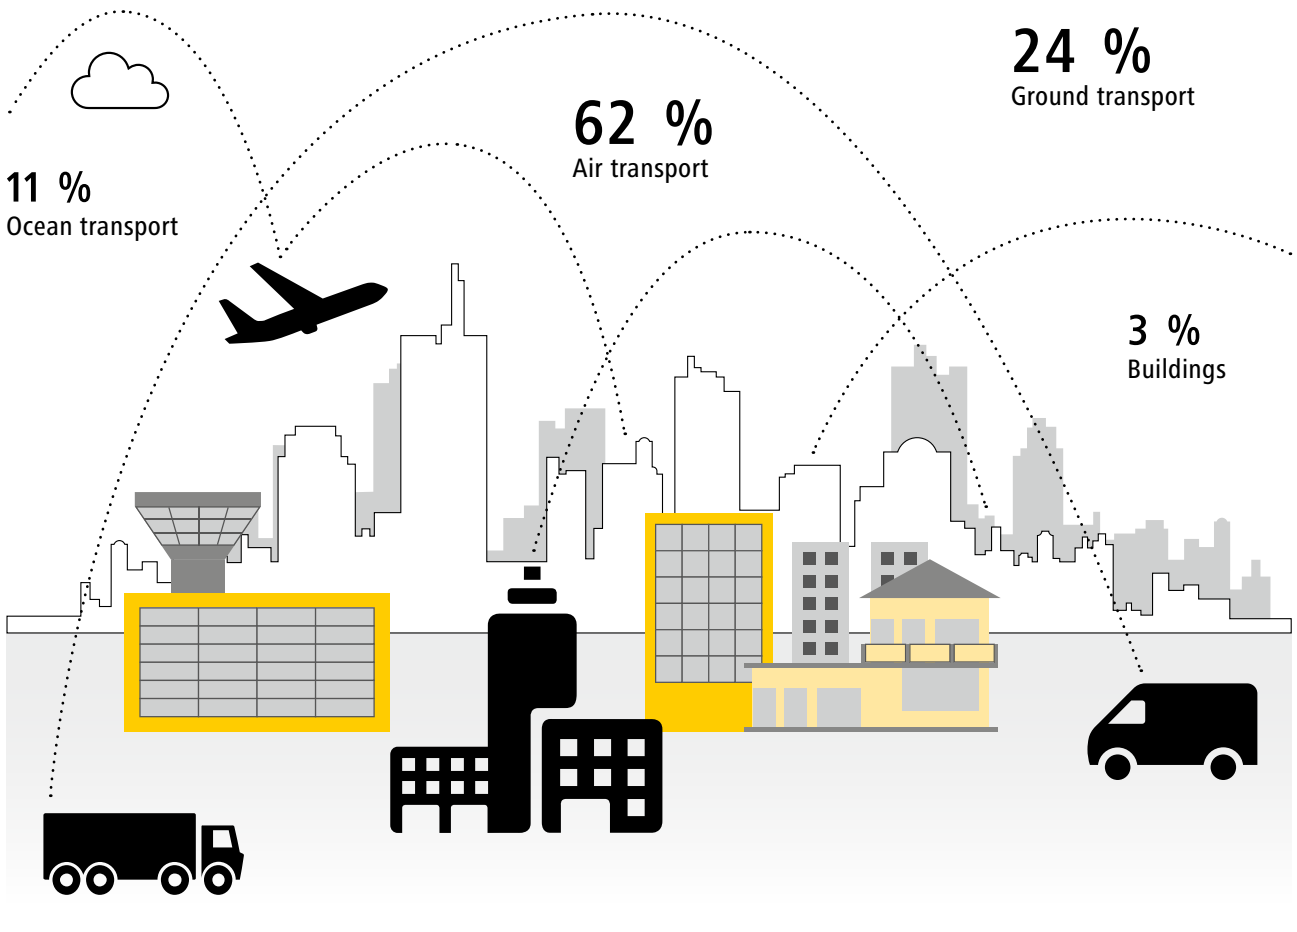 24 %
Ground transport
62 %
Air transport
11 %
Ocean transport
3 %
Buildings